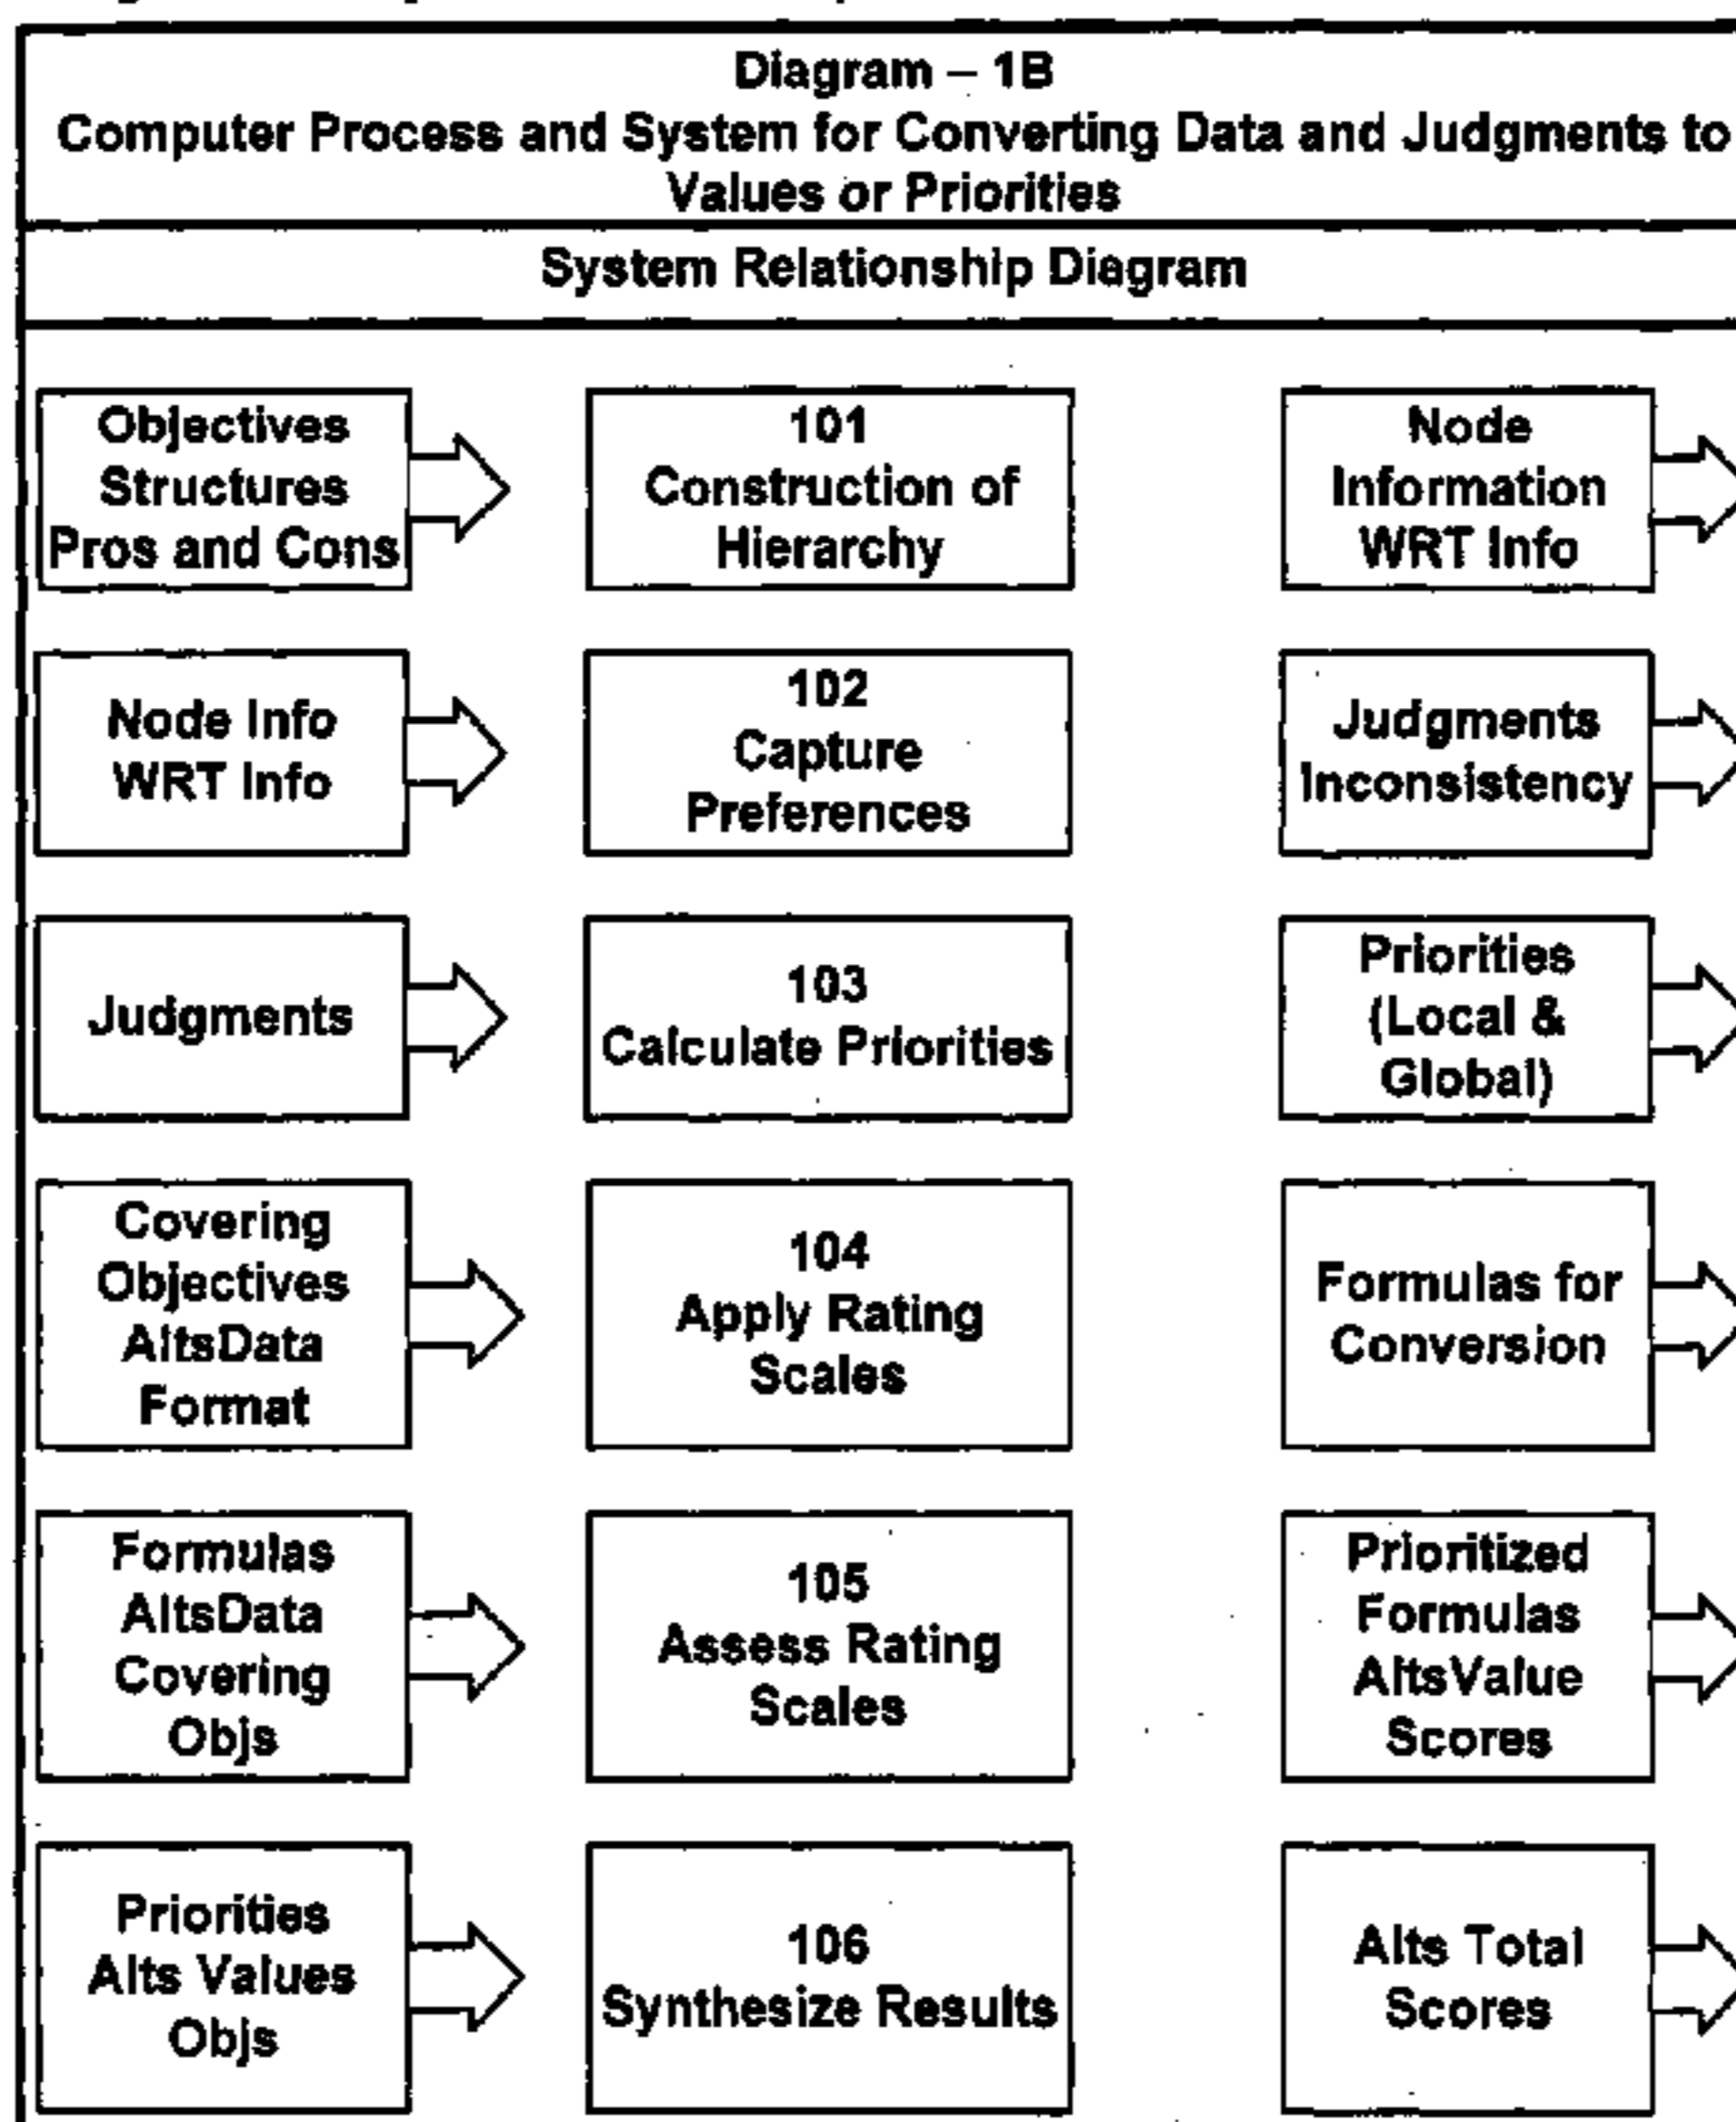 Diagram – 1B
Computer Process and System for Converting Data and Judgments to
Values or Priorities
System Relationship Diagram
Objectives
Structures
Pros and Cons
101
Construction of
Hierarchy
Node
Information
WRT Info
Node Info
WRT Info
102
Capture
Preferences
Judgments
Inconsistency
Judgments
103
Calculate Priorities
Priorities
(Local &
Global)
Covering
Objectives
AltsData
Format
104
Apply Rating
Scales
Formulas for
Conversion
Formulas
AltsData
Covering
Objs
105
Assess Rating
Scales
Prioritized
Formulas
AltsValue
Scores
Priorities
Alts Values
Objs
106
Synthesize Results
Alts Total
Scores